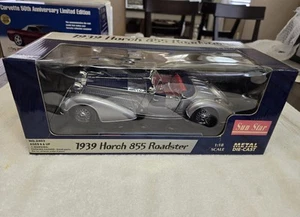 Corvette 50th Anniversary Limited Edition
1939 Horch 855 Roadster
1939 Horch 855 Roadster
1:18
SCALE
Sun Star
METAL
DIE-CAST